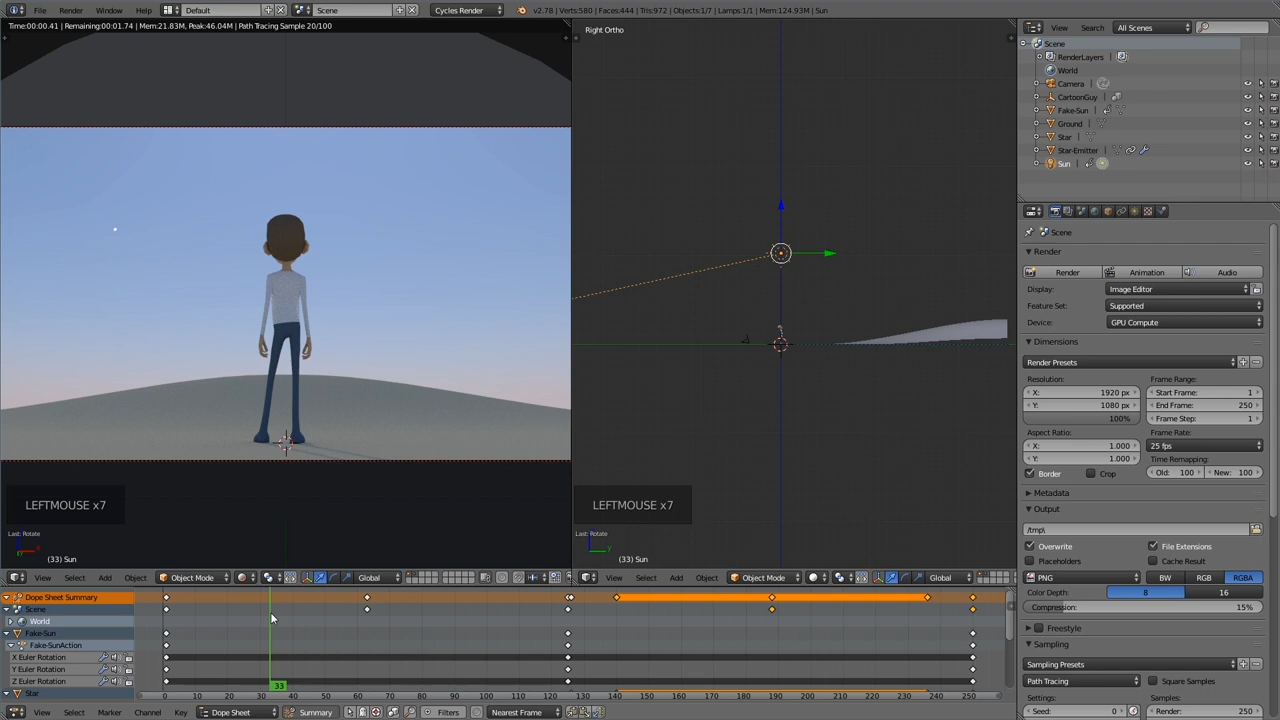 File Render Window Help Default Scene Cycles Render v2.78 | Verts:580 | Faces:444 | Tris:972 | Objects:1/7 | Lamps:1/1 | Mem:124.93M | Sun
Time:00:00.41 | Remaining:00:01.74 | Mem:21.83M, Peak:46.04M | Path Tracing Sample 20/100
Right Ortho
View Search All Scenes
Scene
RenderLayers
World
Camera
CartoonGuy
Fake-Sun
Ground
Star
Star-Emitter
Sun
Scene
Render
Render Animation Audio
Display: Image Editor
Feature Set: Supported
Device: GPU Compute
Dimensions
Render Presets
Resolution: Frame Range:
X: 1920 px Start Frame: 1
Y: 1080 px End Frame: 250
100% Frame Step: 1
Aspect Ratio: Frame Rate:
X: 1.000 25 fps
Y: 1.000 Time Remapping:
Border Crop Old: 100 New: 100
Metadata
Output
/tmp\
Overwrite File Extensions
Placeholders Cache Result
PNG BW RGB RGBA
Color Depth: 8 16
Compression: 15%
Freestyle
Sampling
Sampling Presets
Path Tracing Square Samples
Settings: Samples:
Seed: 0 Render: 250
LEFTMOUSE x7
LEFTMOUSE x7
Last: Rotate
Last: Rotate
(33) Sun
(33) Sun
View Select Add Object Object Mode Global
View Select Add Object Object Mode Global
Dope Sheet Summary
Scene
World
Fake-Sun
Fake-SunAction
X Euler Rotation
Y Euler Rotation
Z Euler Rotation
Star
33
0 10 20 30 40 50 60 70 80 90 100 110 120 130 140 150 160 170 180 190 200 210 220 230 240 250
View Select Marker Channel Key Dope Sheet Summary Filters Nearest Frame